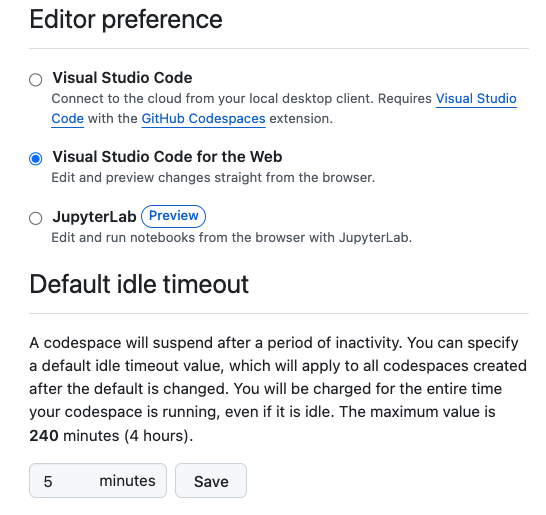 Editor preference
Visual Studio Code
Connect to the cloud from your local desktop client. Requires Visual Studio
Code with the GitHub Codespaces extension.
Visual Studio Code for the Web
Edit and preview changes straight from the browser.
JupyterLab Preview
Edit and run notebooks from the browser with JupyterLab.
Default idle timeout
A codespace will suspend after a period of inactivity. You can specify
a default idle timeout value, which will apply to all codespaces created
after the default is changed. You will be charged for the entire time
your codespace is running, even if it is idle. The maximum value is
240 minutes (4 hours).
5 minutes Save